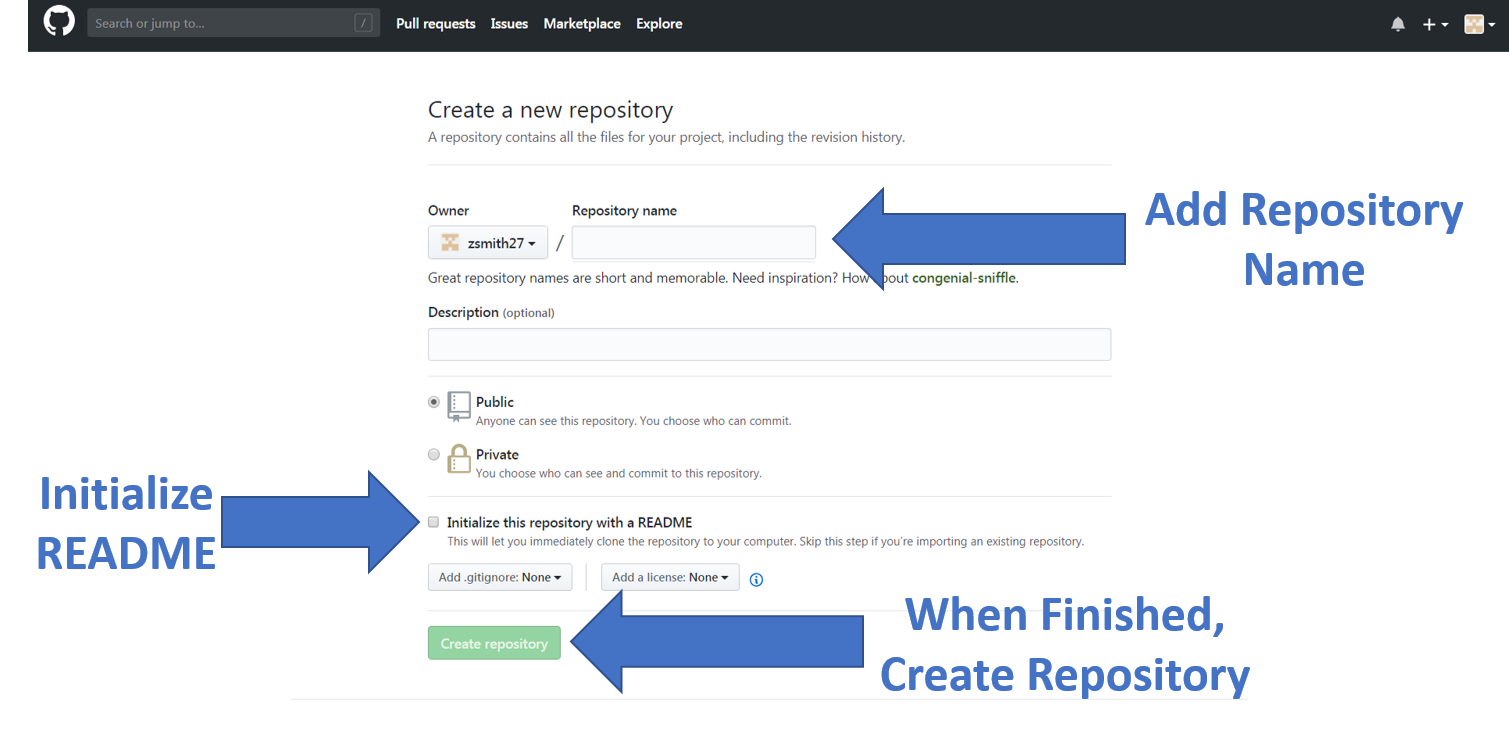 Search or jump to... /
Pull requests Issues Marketplace Explore
Create a new repository
A repository contains all the files for your project, including the revision history.
Owner Repository name
zsmith27 /
Add Repository
Name
Great repository names are short and memorable. Need inspiration? How about congenial-sniffle.
Description (optional)
Public
Anyone can see this repository. You choose who can commit.
Private
You choose who can see and commit to this repository.
Initialize
README
Initialize this repository with a README
This will let you immediately clone the repository to your computer. Skip this step if you're importing an existing repository.
Add .gitignore: None Add a license: None
When Finished,
Create Repository
Create repository